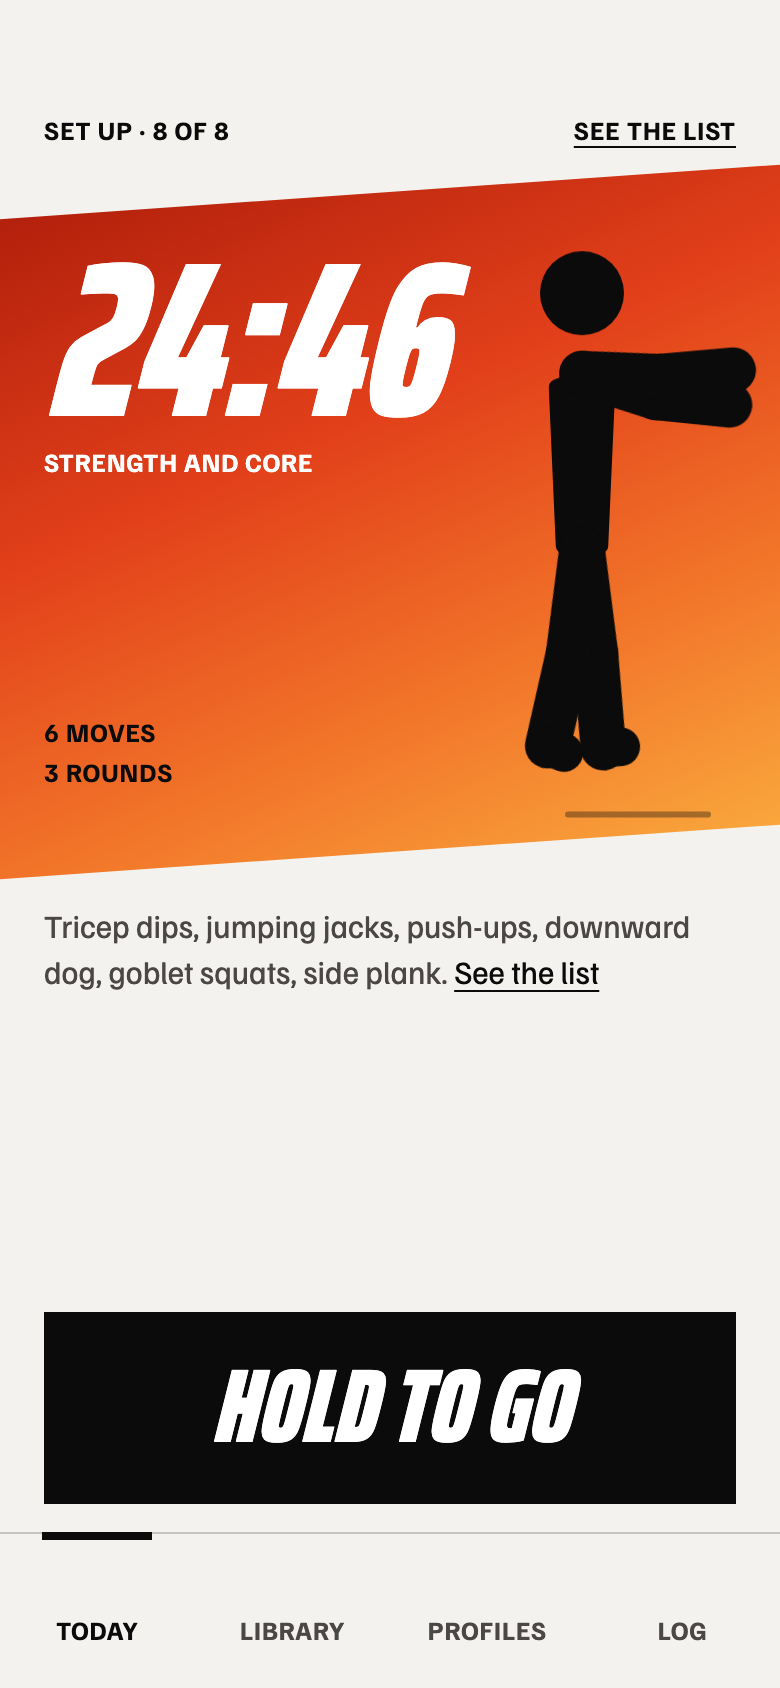 SET UP · 8 OF 8
SEE THE LIST
24:46
STRENGTH AND CORE
6 MOVES
3 ROUNDS
Tricep dips, jumping jacks, push-ups, downward
dog, goblet squats, side plank. See the list
HOLD TO GO
TODAY
LIBRARY
PROFILES
LOG